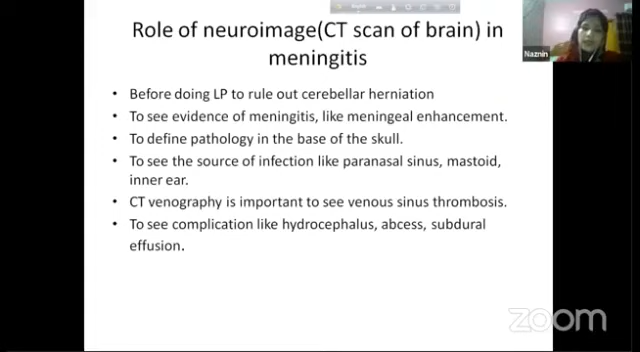 Role of neuroimage(CT scan of brain) in
meningitis
• Before doing LP to rule out cerebellar herniation
• To see evidence of meningitis, like meningeal enhancement.
• To define pathology in the base of the skull.
• To see the source of infection like paranasal sinus, mastoid,
inner ear.
• CT venography is important to see venous sinus thrombosis.
• To see complication like hydrocephalus, abcess, subdural
effusion.
Naznin
zoom